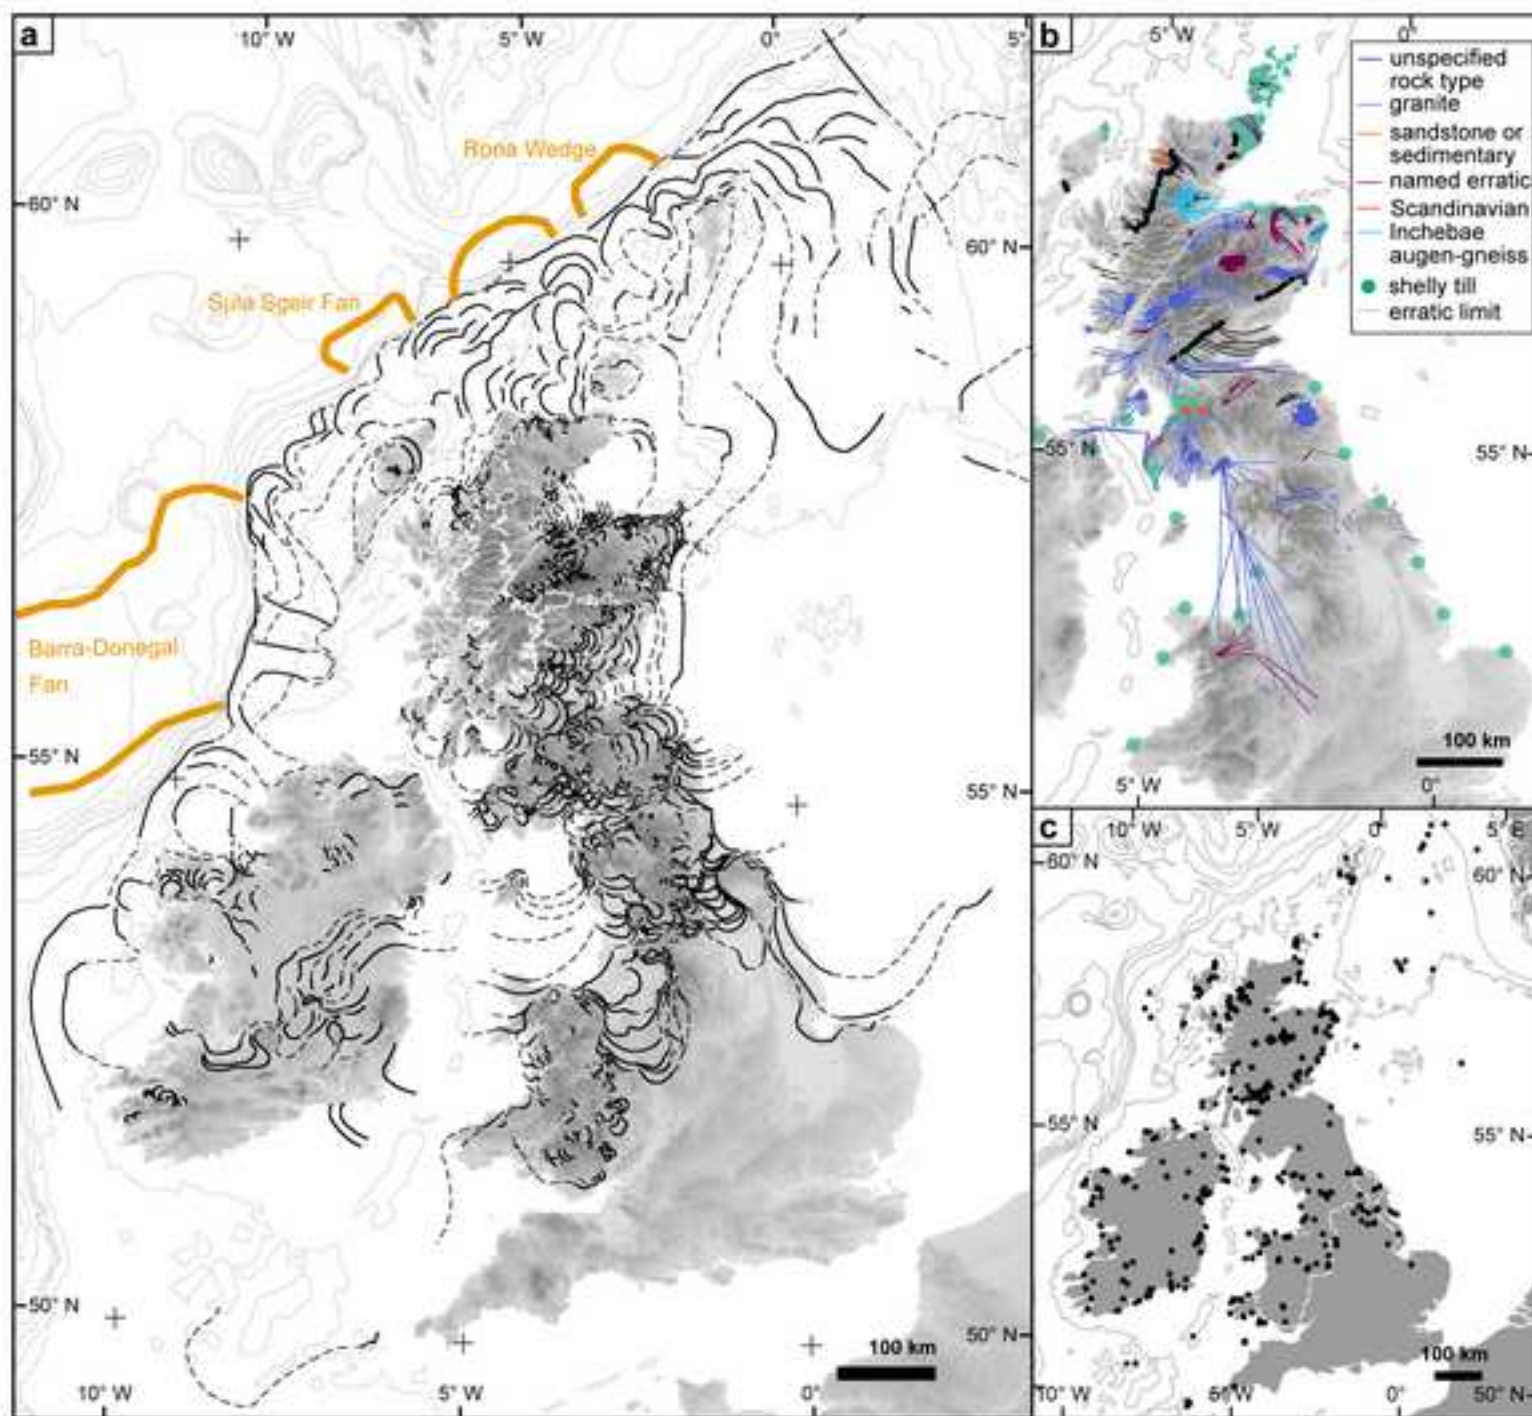 a
10° W
5° W
0°
5°
60° N
60° N
Rona Wedge
Sula Sgeir Fan
Barra-Donegal
Fan
55° N
55° N
50° N
50° N
100 km
10° W
5° W
0°
b
5° W
0°
unspecified
rock type
granite
sandstone or
sedimentary
named erratic
Scandinavian
Inchebae
augen-gneiss
shelly till
erratic limit
55° N
55° N
100 km
5° W
0°
c
10° W
5° W
0°
5° E
60° N
60° N
55° N
55° N
100 km
10° W
5° W
0°
50° N